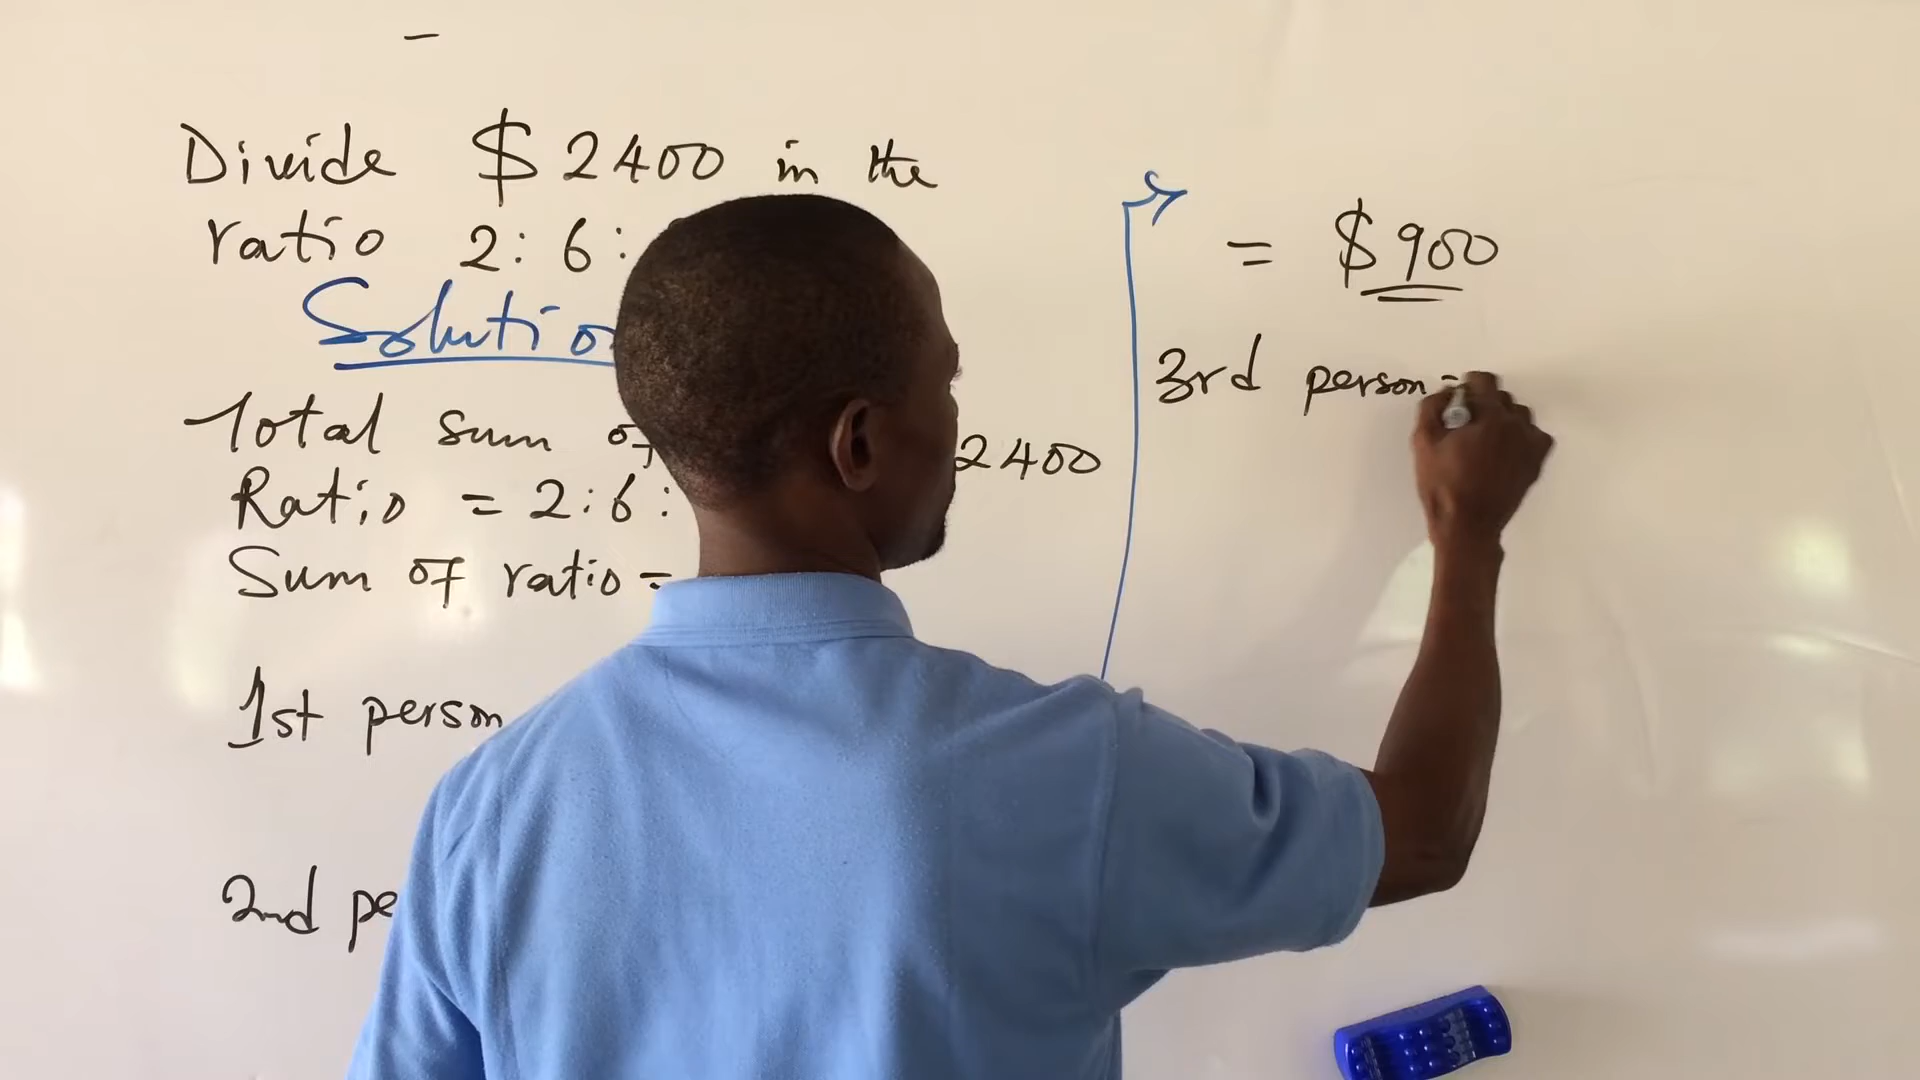 Divide $ 2400 in the
ratio 2: 6:
Solution
Total sum of 2400
Ratio = 2:6:
Sum of ratio =
1st person
2nd
= $ 900
3rd person =